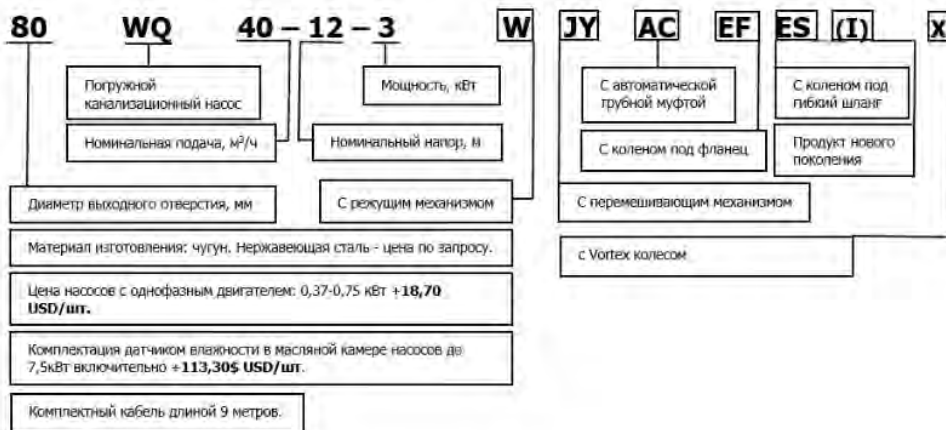 80 WQ 40 – 12 – 3 W JY AC EF ES (I) X
Погружной
канализационный насос
Мощность, кВт
С автоматической
трубной муфтой
С коленом под
гибкий шланг
Номинальная подача, м³/ч
Номинальный напор, м
С коленом под фланец
Продукт нового
поколения
Диаметр выходного отверстия, мм
С режущим механизмом
С перемешивающим механизмом
Материал изготовления: чугун. Нержавеющая сталь - цена по запросу.
с Vortex колесом
Цена насосов с однофазным двигателем: 0,37-0,75 кВт +18,70
USD/шт.
Комплектация датчиком влажности в масляной камере насосов до
7,5кВт включительно +113,30$ USD/шт.
Комплектный кабель длиной 9 метров.